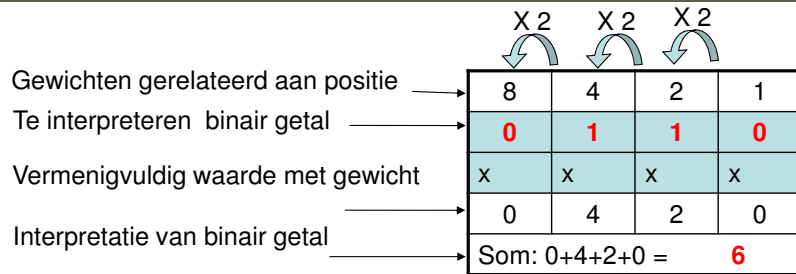 X 2 X 2 X 2
Gewichten gerelateerd aan positie 8 4 2 1
Te interpreteren binair getal 0 1 1 0
Vermenigvuldig waarde met gewicht x x x x
0 4 2 0
Interpretatie van binair getal Som: 0+4+2+0 = 6